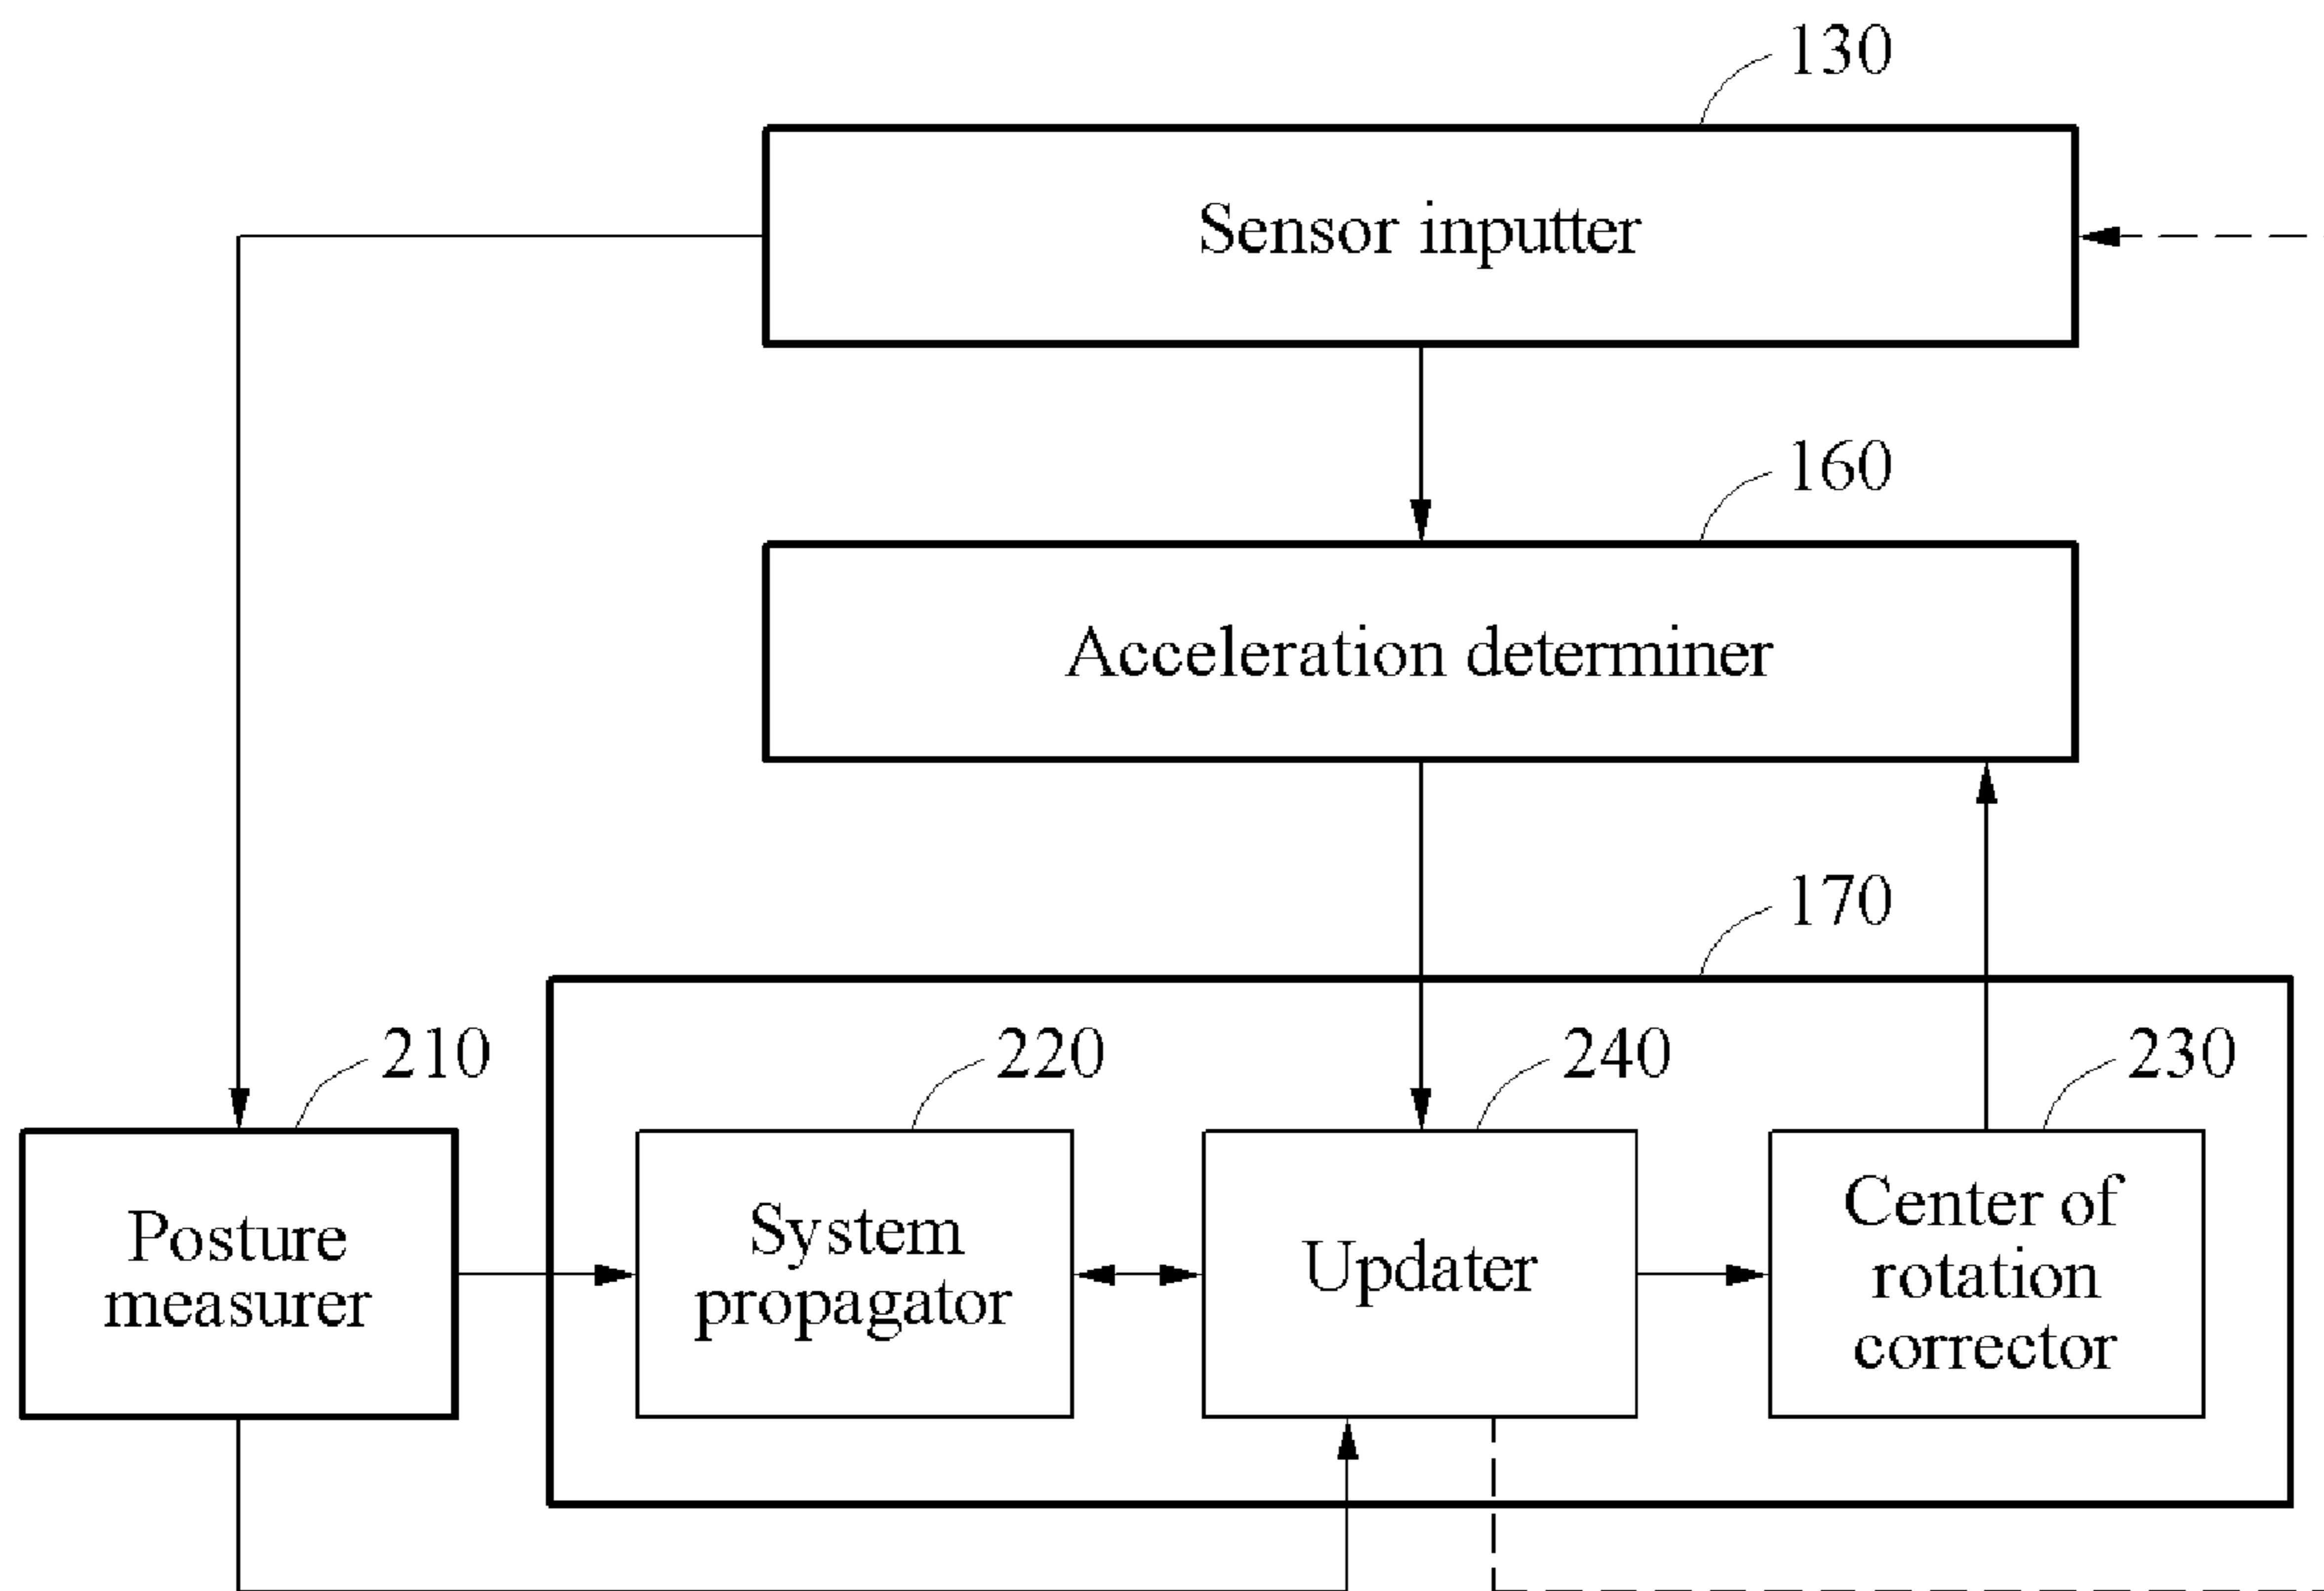 130
Sensor inputter
160
Acceleration determiner
170
210
220
240
230
Posture
measurer
System
propagator
Updater
Center of
rotation
corrector